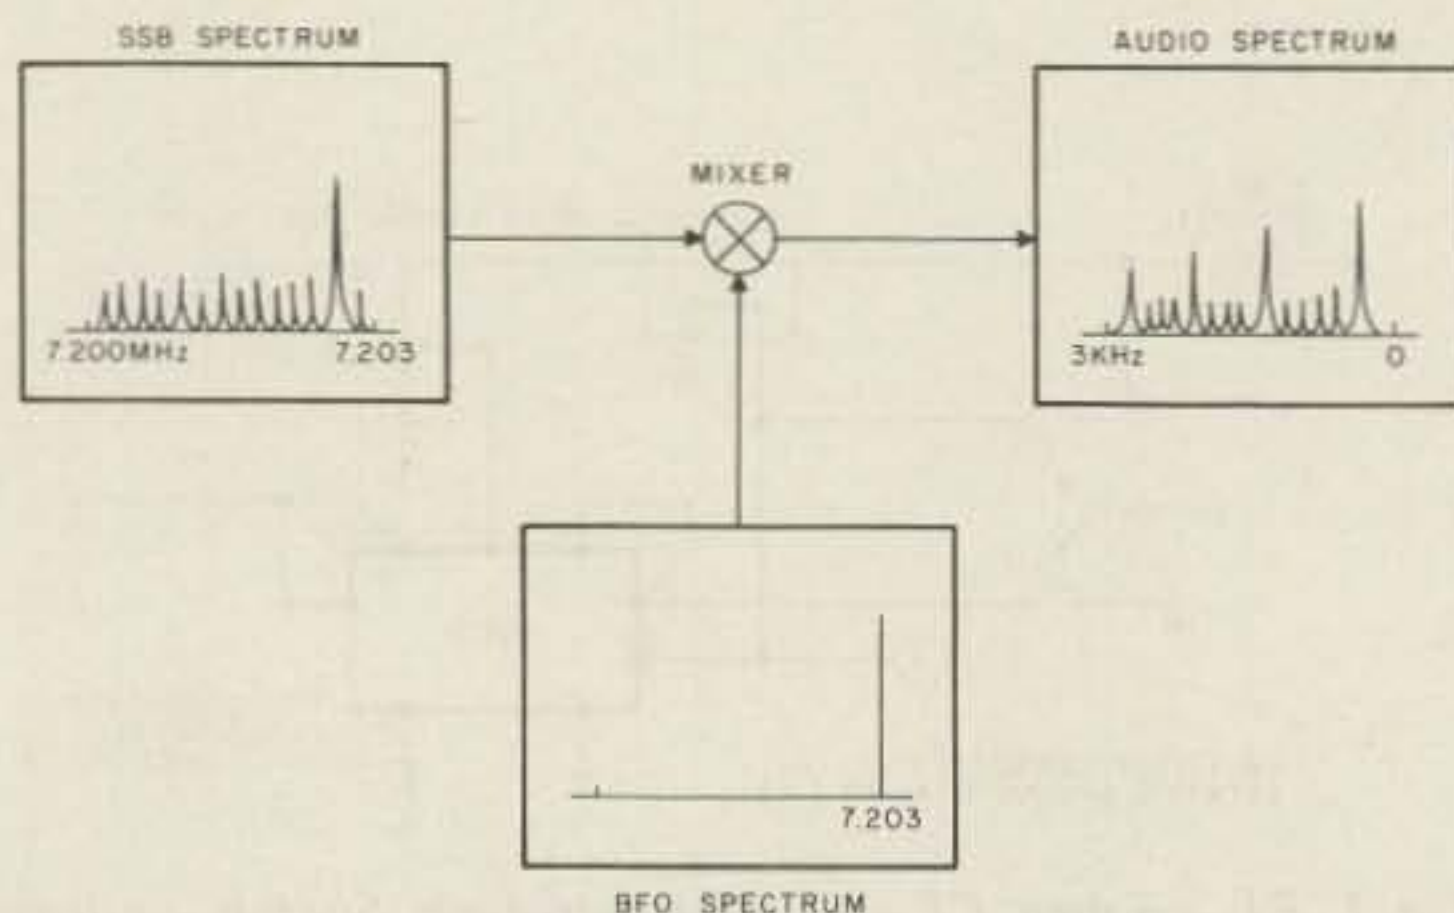 SSB SPECTRUM
AUDIO SPECTRUM
MIXER
7.200MHz 7.203
3KHz 0
7.203
BFO SPECTRUM